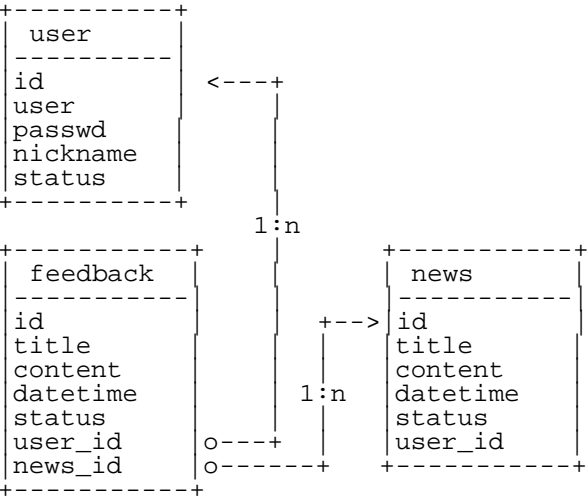 user
id
user
passwd
nickname
status
1:n
feedback
id
title
content
datetime
status
user_id
news_id
1:n
news
id
title
content
datetime
status
user_id